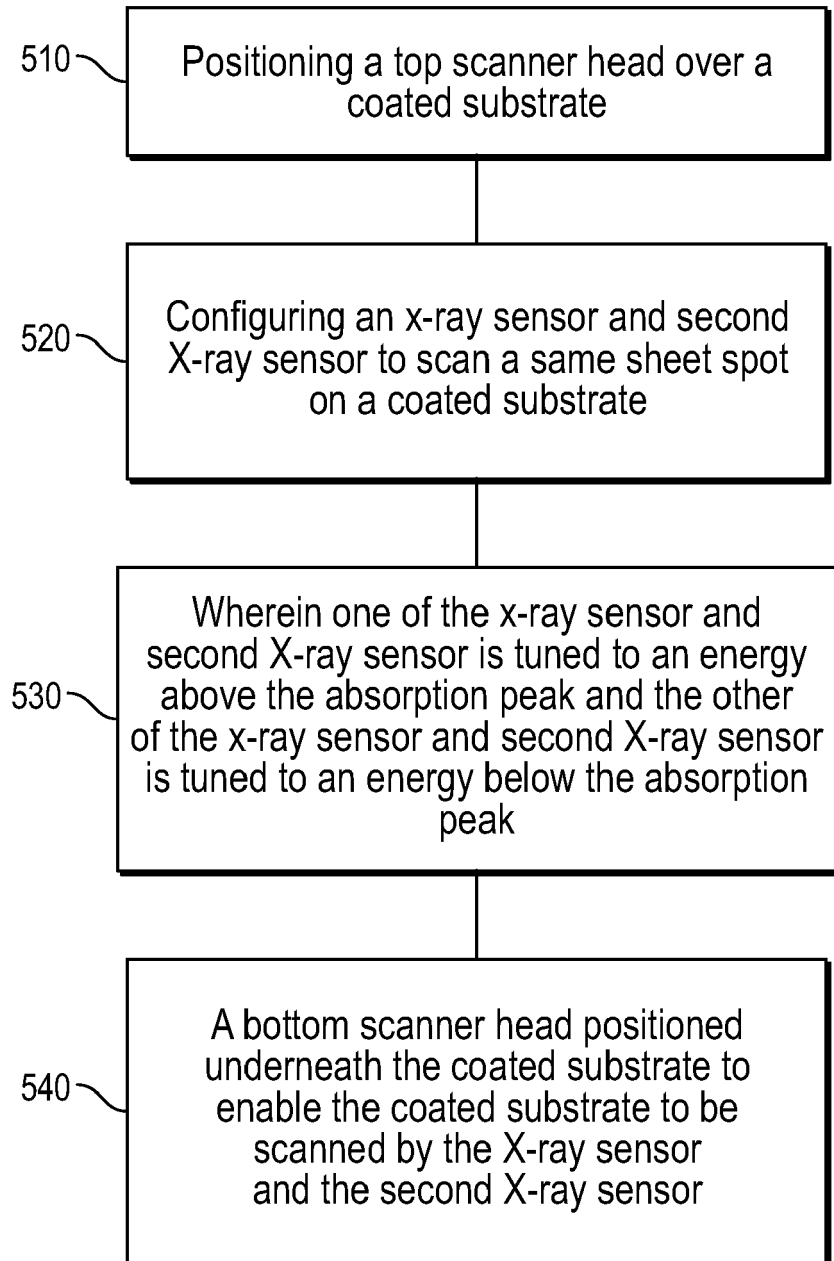 510
Positioning a top scanner head over a
coated substrate
520
Configuring an x-ray sensor and second
X-ray sensor to scan a same sheet spot
on a coated substrate
530
Wherein one of the x-ray sensor and
second X-ray sensor is tuned to an energy
above the absorption peak and the other
of the x-ray sensor and second X-ray sensor
is tuned to an energy below the absorption
peak
540
A bottom scanner head positioned
underneath the coated substrate to
enable the coated substrate to be
scanned by the X-ray sensor
and the second X-ray sensor